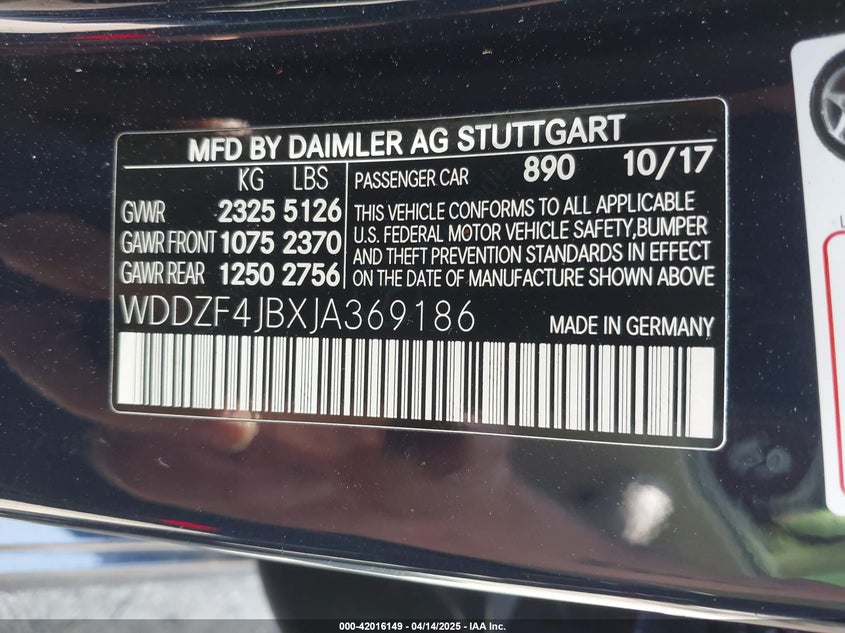 MFD BY DAIMLER AG STUTTGART
KG LBS
GVWR 2325 5126
GAWR FRONT 1075 2370
GAWR REAR 1250 2756
PASSENGER CAR 890 10/17
THIS VEHICLE CONFORMS TO ALL APPLICABLE
U.S. FEDERAL MOTOR VEHICLE SAFETY,BUMPER
AND THEFT PREVENTION STANDARDS IN EFFECT
ON THE DATE OF MANUFACTURE SHOWN ABOVE
WDDZF4JBXJA369186
MADE IN GERMANY
000-42016149 - 04/14/2025 - IAA Inc.